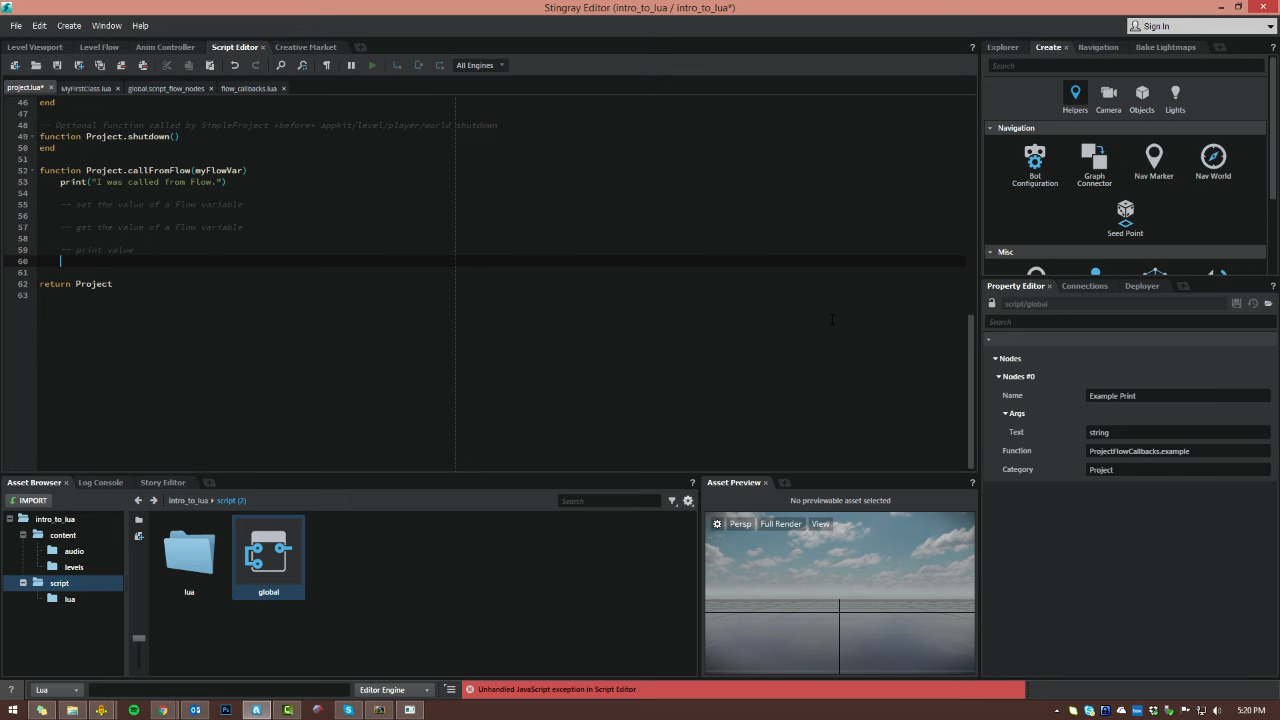 Stingray Editor (intro_to_lua / intro_to_lua*)
File Edit Create Window Help
Sign In
Level Viewport Level Flow Anim Controller Script Editor Creative Market
Explorer Create Navigation Bake Lightmaps
All Engines
Search
project.lua* MyFirstClass.lua global.script_flow_nodes flow_callbacks.lua
Helpers Camera Objects Lights
46 end
47
48 -- Optional function called by SimpleProject *before* appkit/level/player/world shutdown
49 function Project.shutdown()
50 end
51
52 function Project.callFromFlow(myFlowVar)
53 print("I was called from Flow.")
54
55 -- set the value of a Flow variable
56
57 -- get the value of a Flow variable
58
59 -- print value
60
61
62 return Project
63
Navigation
Bot Configuration
Graph Connector
Nav Marker
Nav World
Seed Point
Misc
Property Editor Connections Deployer
script/global
Search
Nodes
Nodes #0
Name Example Print
Args
Text string
Function ProjectFlowCallbacks.example
Category Project
Asset Browser Log Console Story Editor
IMPORT
intro_to_lua script (2)
Search
intro_to_lua
content
audio
levels
script
lua
lua
global
Asset Preview
No previewable asset selected
Persp Full Render View
? Lua Editor Engine Unhandled JavaScript exception in Script Editor
5:20 PM